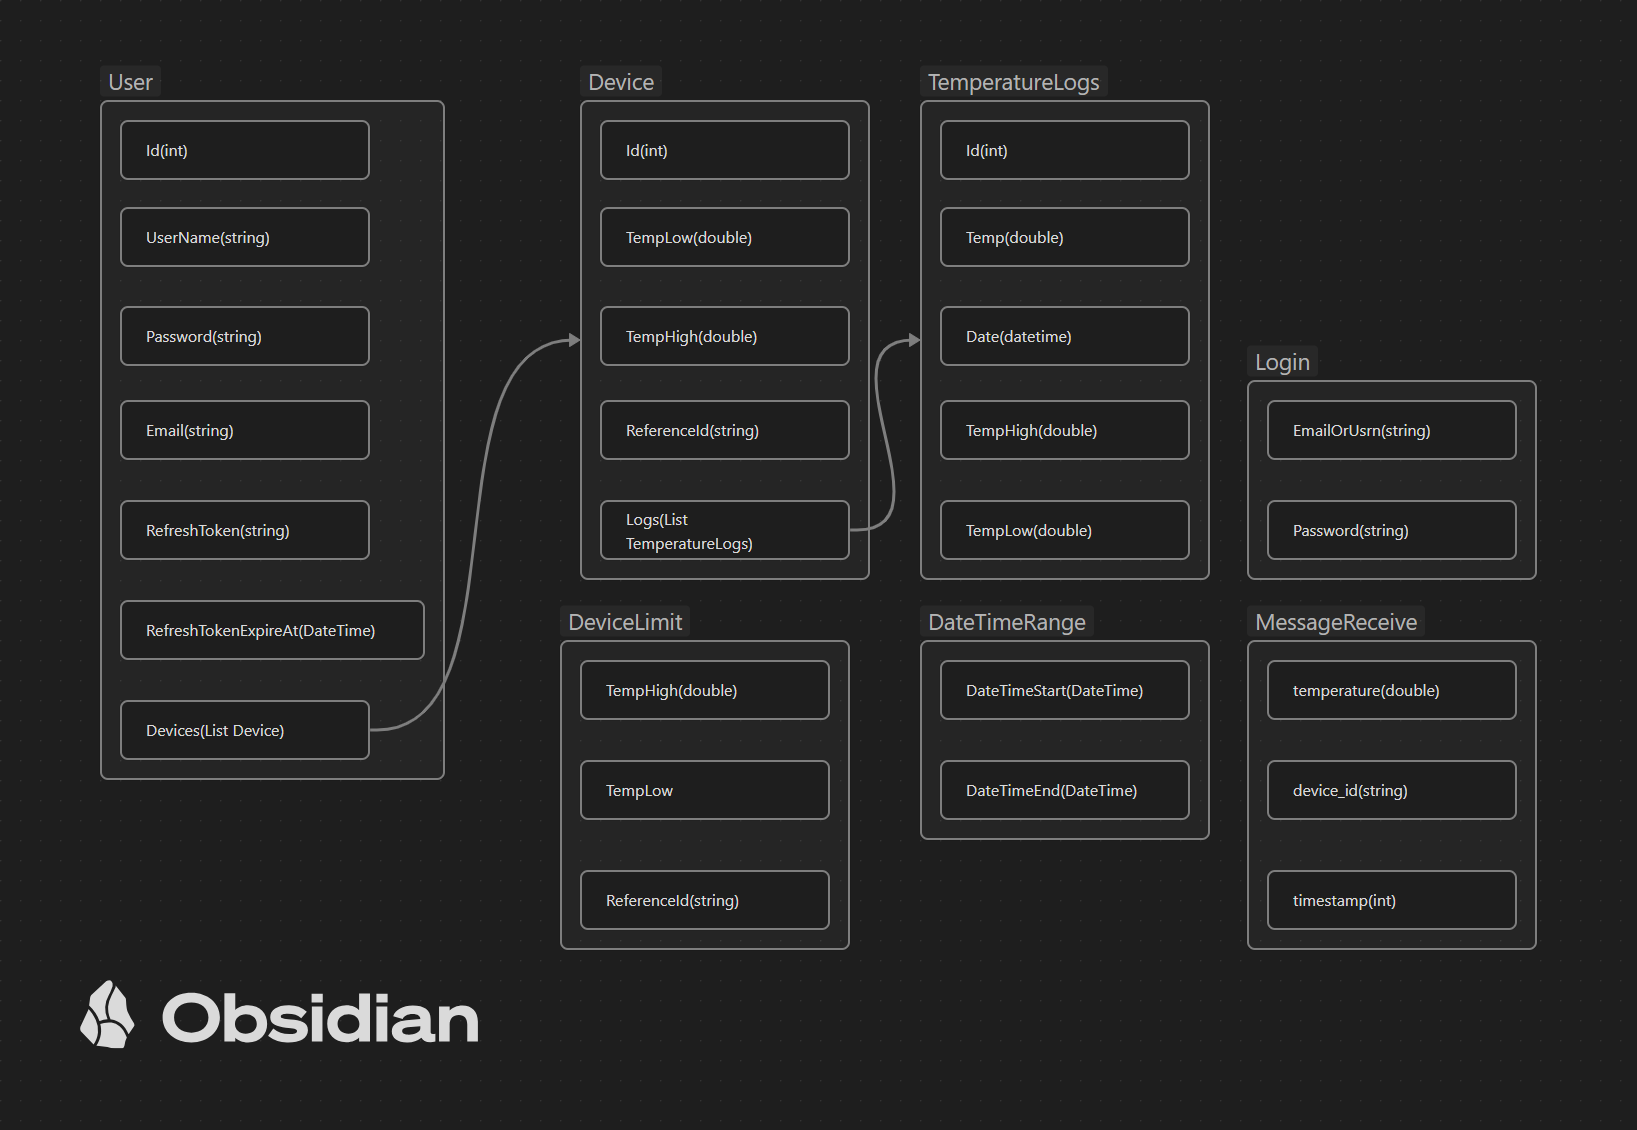 User
Id(int)
UserName(string)
Password(string)
Email(string)
RefreshToken(string)
RefreshTokenExpireAt(DateTime)
Devices(List Device)
Device
Id(int)
TempLow(double)
TempHigh(double)
ReferenceId(string)
Logs(List
TemperatureLogs)
TemperatureLogs
Id(int)
Temp(double)
Date(datetime)
TempHigh(double)
TempLow(double)
Login
EmailOrUsrn(string)
Password(string)
DeviceLimit
TempHigh(double)
TempLow
ReferenceId(string)
DateTimeRange
DateTimeStart(DateTime)
DateTimeEnd(DateTime)
MessageReceive
temperature(double)
device_id(string)
timestamp(int)
Obsidian